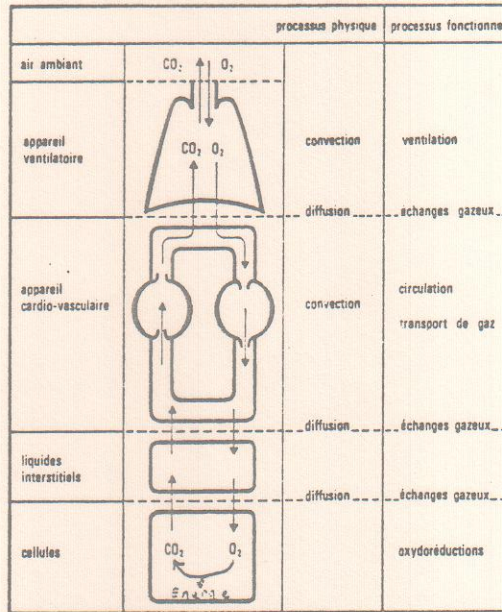 processus physique processus fonctionne
air ambiant CO2 O2
appareil
ventilatoire
CO2 O2 convection ventilation
diffusion échanges gazeux
appareil
cardio-vasculaire
convection
circulation
transport de gaz
diffusion échanges gazeux
liquides
interstitiels
diffusion échanges gazeux
cellules CO2 O2 oxydoréductions
Energie